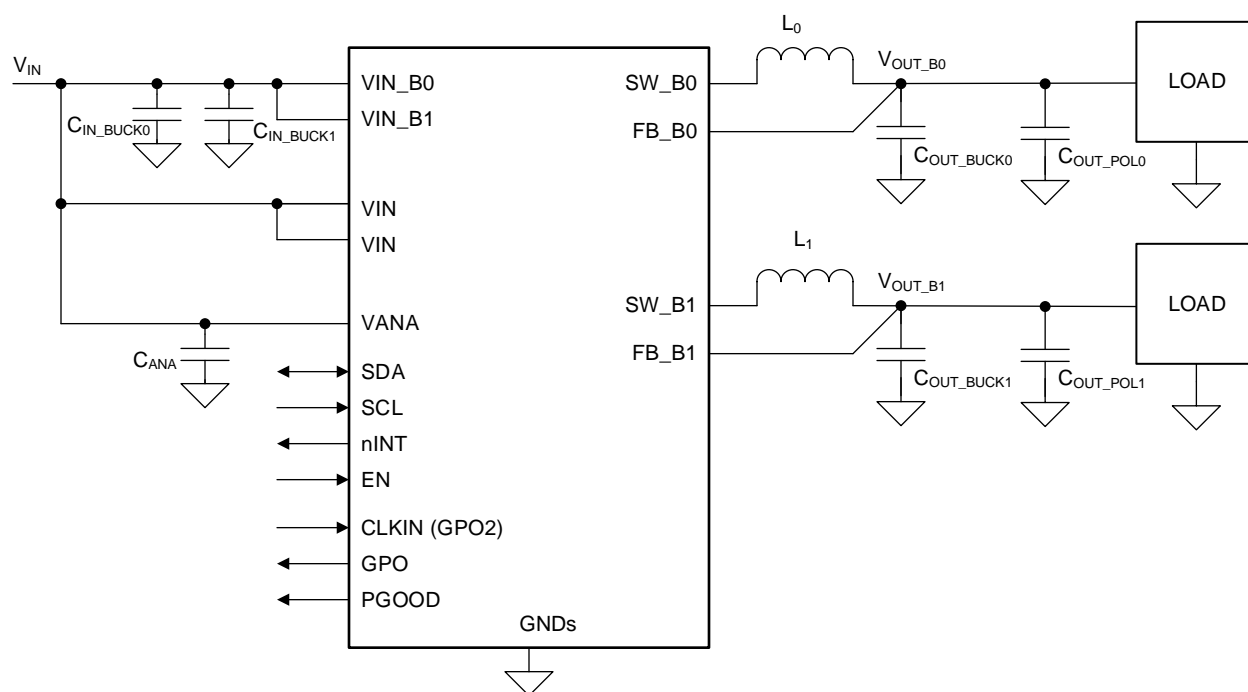 L0
VIN
VOUT_B0
VIN_B0
SW_B0
LOAD
CIN_BUCK0
CIN_BUCK1
VIN_B1
FB_B0
COUT_BUCK0
COUT_POL0
VIN
VIN
L1
VOUT_B1
SW_B1
LOAD
VANA
FB_B1
CANA
SDA
COUT_BUCK1
COUT_POL1
SCL
nINT
EN
CLKIN (GPO2)
GPO
PGOOD
GNDs